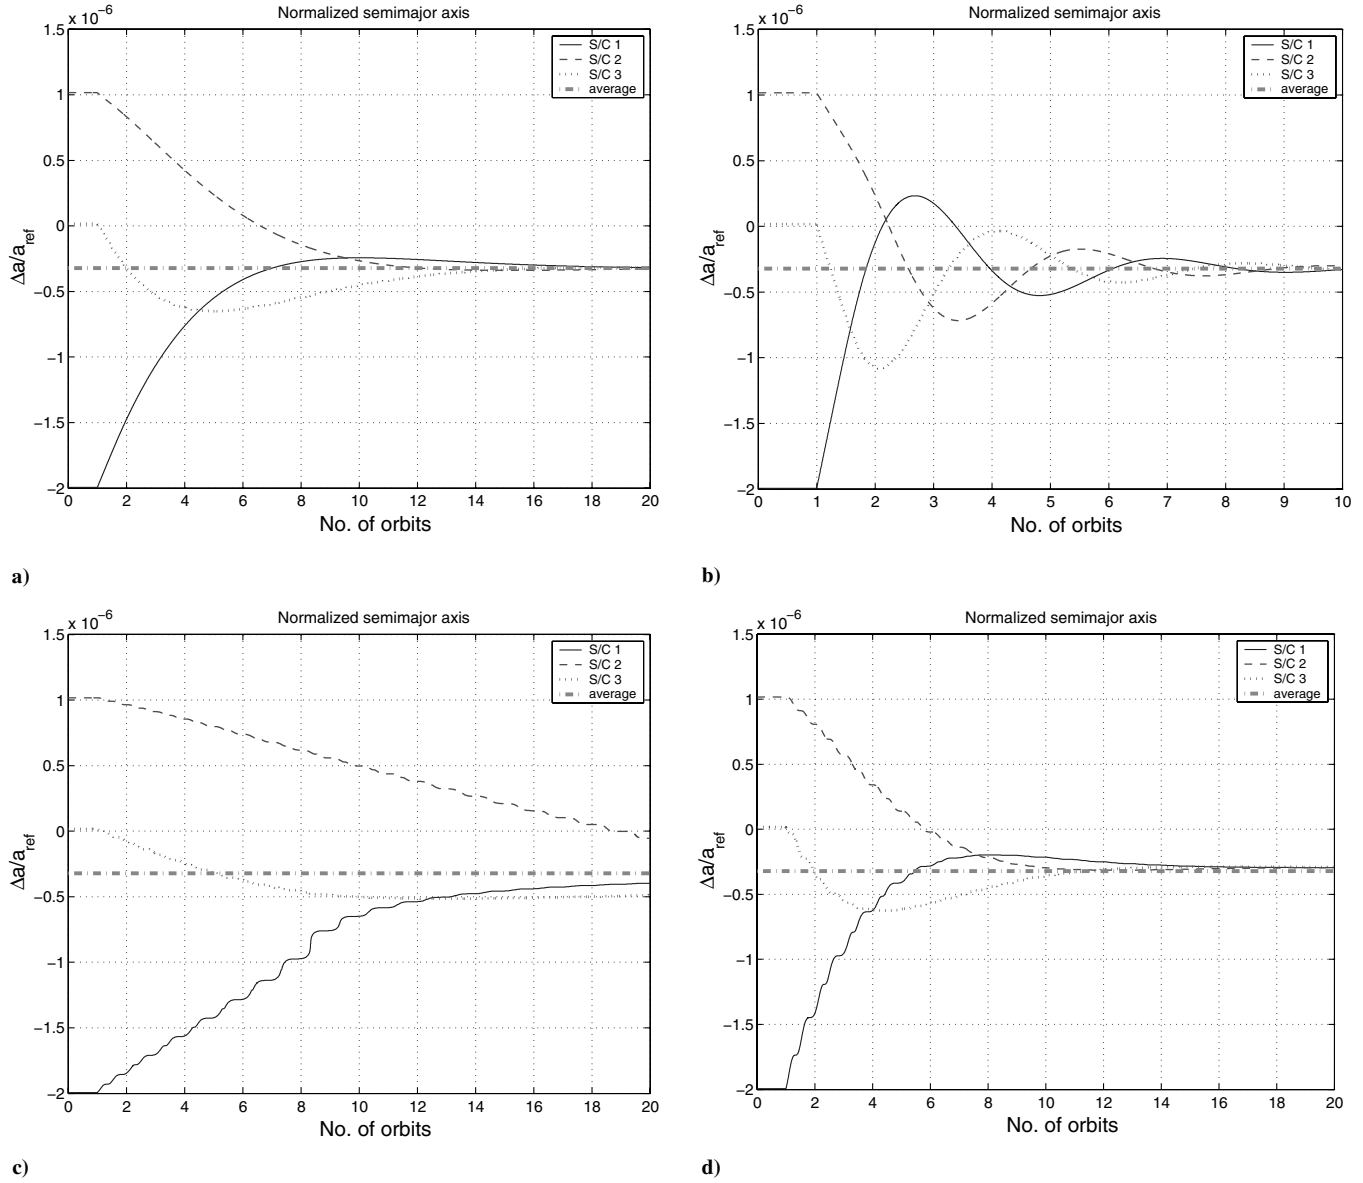 Normalized semimajor axis
x 10⁻⁶
1.5
1
0.5
0
−0.5
−1
−1.5
−2
Δa/a_ref
S/C 1
S/C 2
S/C 3
average
0 2 4 6 8 10 12 14 16 18 20
No. of orbits
a)
Normalized semimajor axis
x 10⁻⁶
1.5
1
0.5
0
−0.5
−1
−1.5
−2
Δa/a_ref
S/C 1
S/C 2
S/C 3
average
0 1 2 3 4 5 6 7 8 9 10
No. of orbits
b)
Normalized semimajor axis
x 10⁻⁶
1.5
1
0.5
0
−0.5
−1
−1.5
−2
Δa/a_ref
S/C 1
S/C 2
S/C 3
average
0 2 4 6 8 10 12 14 16 18 20
No. of orbits
c)
Normalized semimajor axis
x 10⁻⁶
1.5
1
0.5
0
−0.5
−1
−1.5
−2
Δa/a_ref
S/C 1
S/C 2
S/C 3
average
0 2 4 6 8 10 12 14 16 18 20
No. of orbits
d)